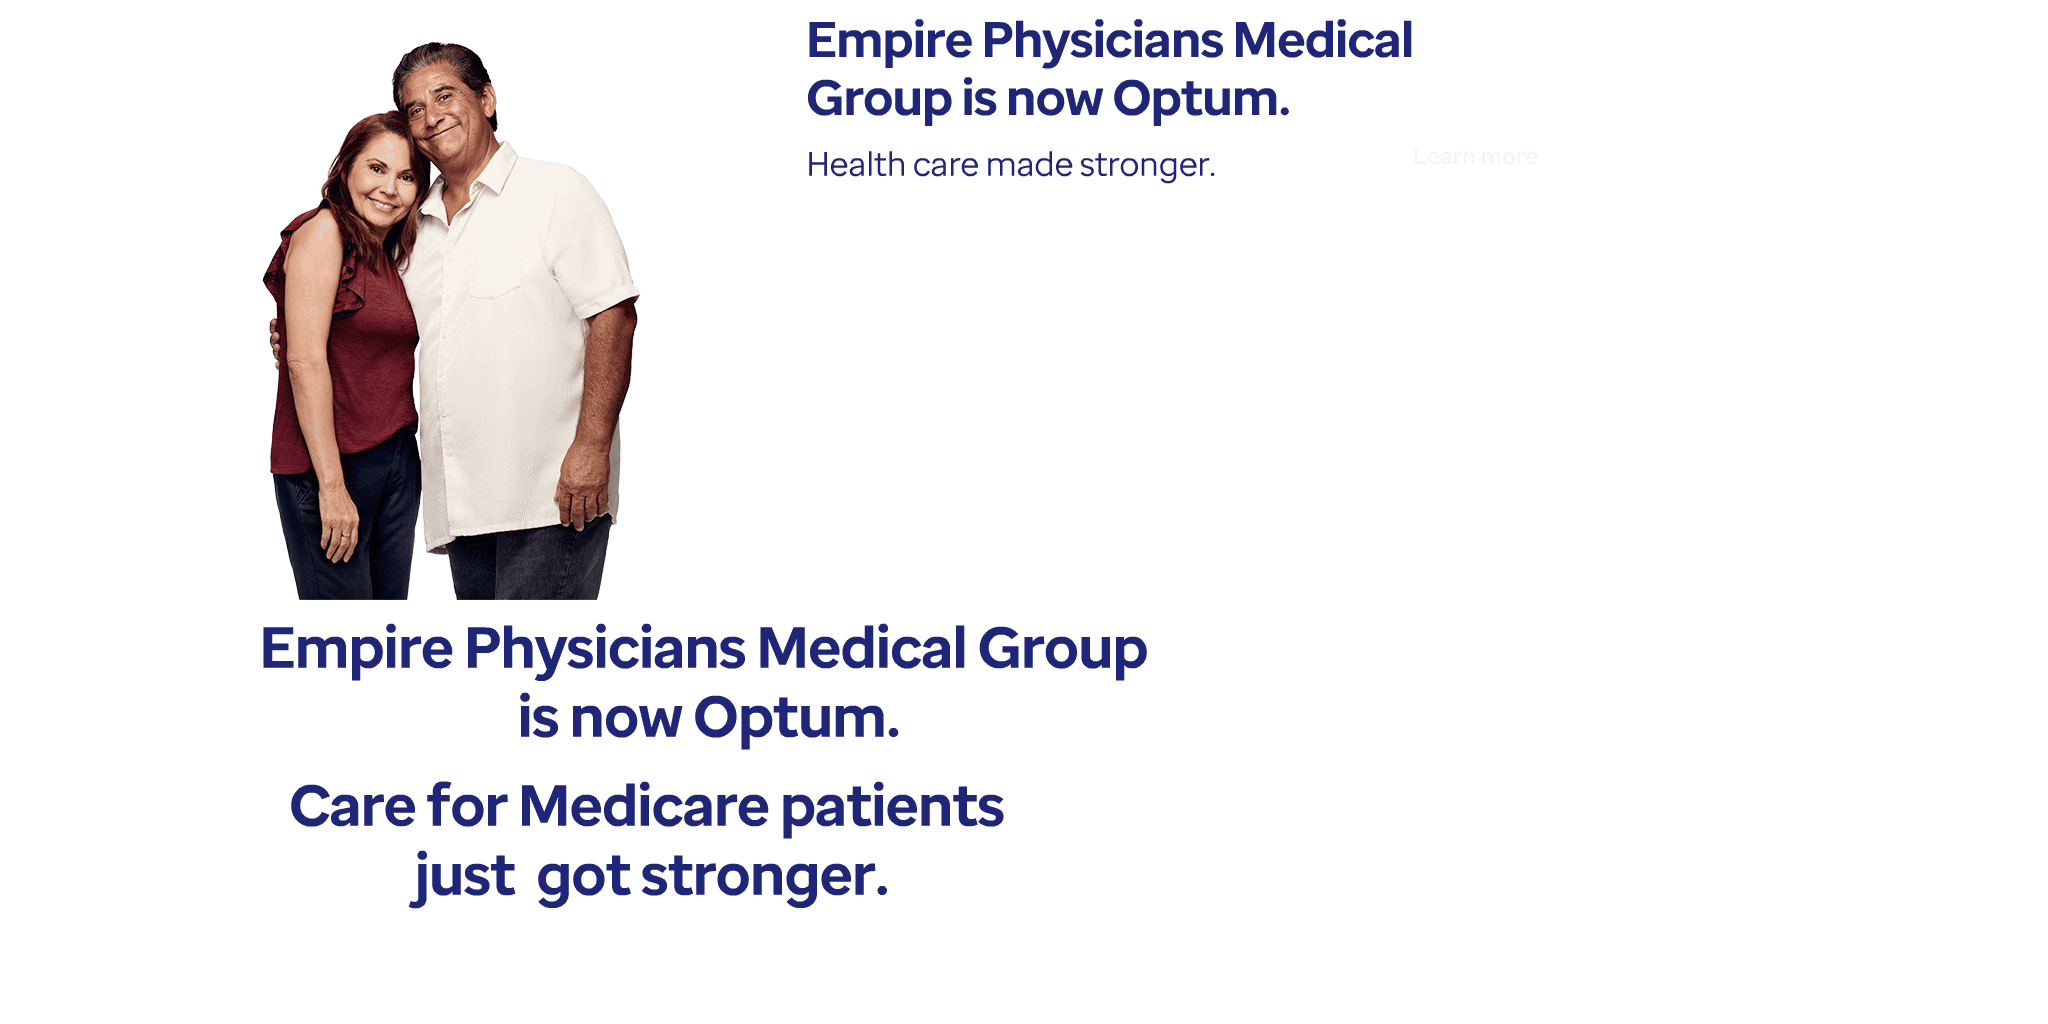 Empire Physicians Medical
Group is now Optum.
Health care made stronger.
Learn more
Empire Physicians Medical Group
is now Optum.
Care for Medicare patients
just  got stronger.